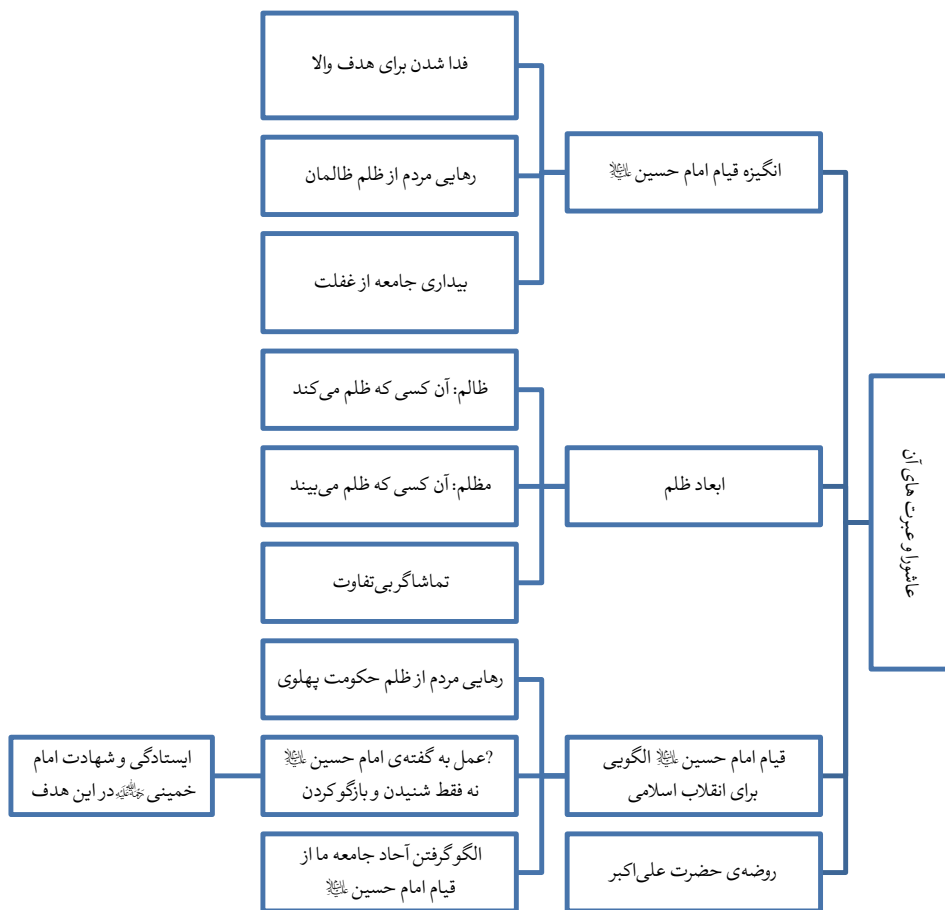 عاشورا و عبرت های آن
انگیزه قیام امام حسین علیه‌السلام
فدا شدن برای هدف والا
رهایی مردم از ظلم ظالمان
بیداری جامعه از غفلت
ابعاد ظلم
ظالم: آن کسی که ظلم می‌کند
مظلم: آن کسی که ظلم می‌بیند
تماشاگر بی‌تفاوت
قیام امام حسین علیه‌السلام الگویی
برای انقلاب اسلامی
رهایی مردم از ظلم حکومت پهلوی
?عمل به گفته‌ی امام حسین علیه‌السلام
نه فقط شنیدن و بازگو کردن
ایستادگی و شهادت امام
خمینی رحمةالله‌علیه در این هدف
الگو گرفتن آحاد جامعه ما از
قیام امام حسین علیه‌السلام
روضه‌ی حضرت علی‌اکبر